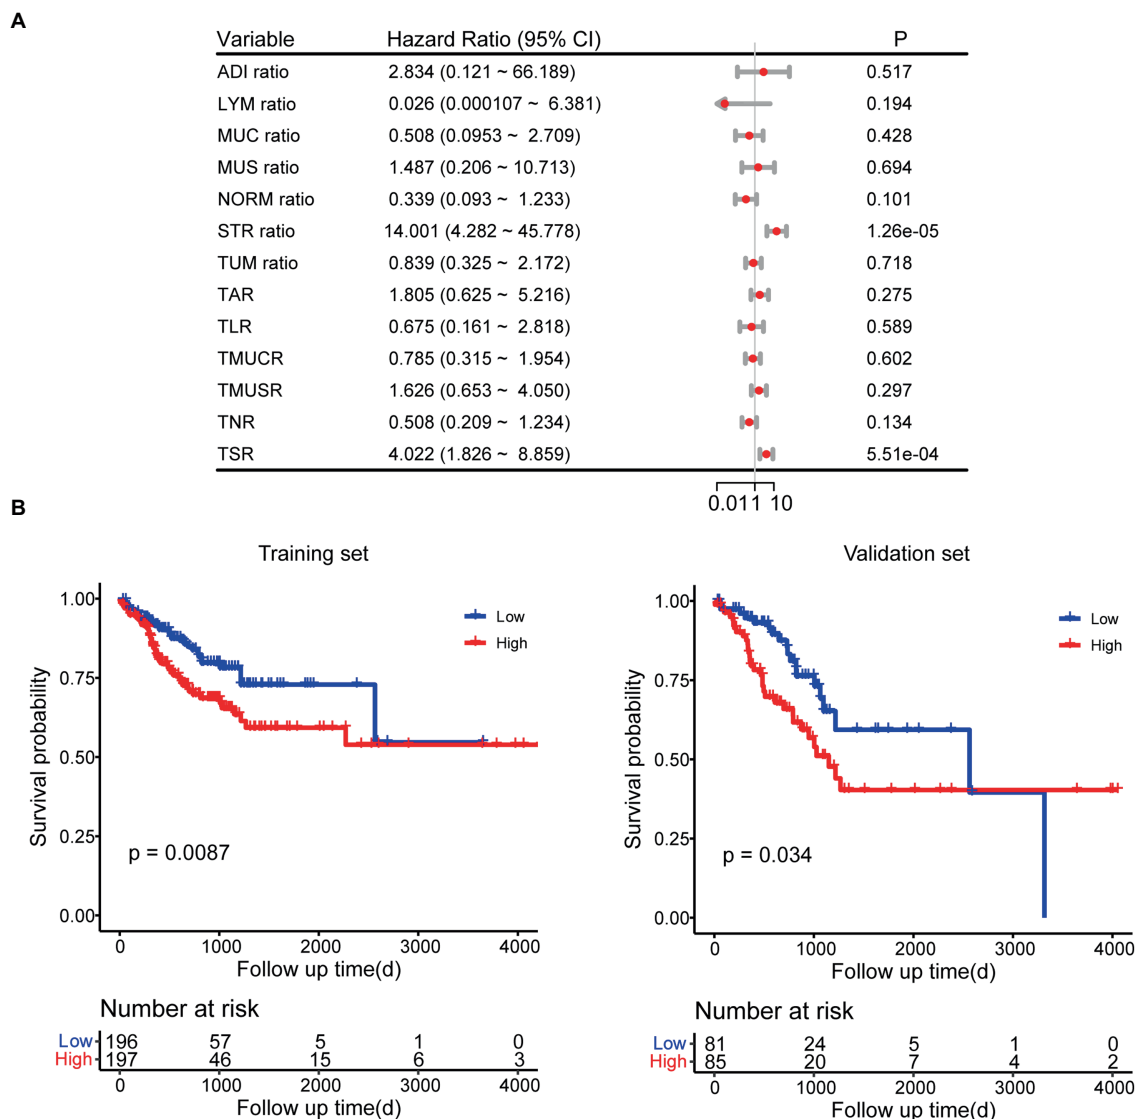 A
Variable Hazard Ratio (95% CI) P
ADI ratio 2.834 (0.121 ~ 66.189) 0.517
LYM ratio 0.026 (0.000107 ~ 6.381) 0.194
MUC ratio 0.508 (0.0953 ~ 2.709) 0.428
MUS ratio 1.487 (0.206 ~ 10.713) 0.694
NORM ratio 0.339 (0.093 ~ 1.233) 0.101
STR ratio 14.001 (4.282 ~ 45.778) 1.26e-05
TUM ratio 0.839 (0.325 ~ 2.172) 0.718
TAR 1.805 (0.625 ~ 5.216) 0.275
TLR 0.675 (0.161 ~ 2.818) 0.589
TMUCR 0.785 (0.315 ~ 1.954) 0.602
TMUSR 1.626 (0.653 ~ 4.050) 0.297
TNR 0.508 (0.209 ~ 1.234) 0.134
TSR 4.022 (1.826 ~ 8.859) 5.51e-04
0.011 10
B
Training set
Survival probability
1.00
0.75
0.50
0.25
0.00
Low
High
p = 0.0087
0 1000 2000 3000 4000
Follow up time(d)
Number at risk
Low 196 57 5 1 0
High 197 46 15 6 3
0 1000 2000 3000 4000
Follow up time(d)
Validation set
Survival probability
1.00
0.75
0.50
0.25
0.00
Low
High
p = 0.034
0 1000 2000 3000 4000
Follow up time(d)
Number at risk
Low 81 24 5 1 0
High 85 20 7 4 2
0 1000 2000 3000 4000
Follow up time(d)